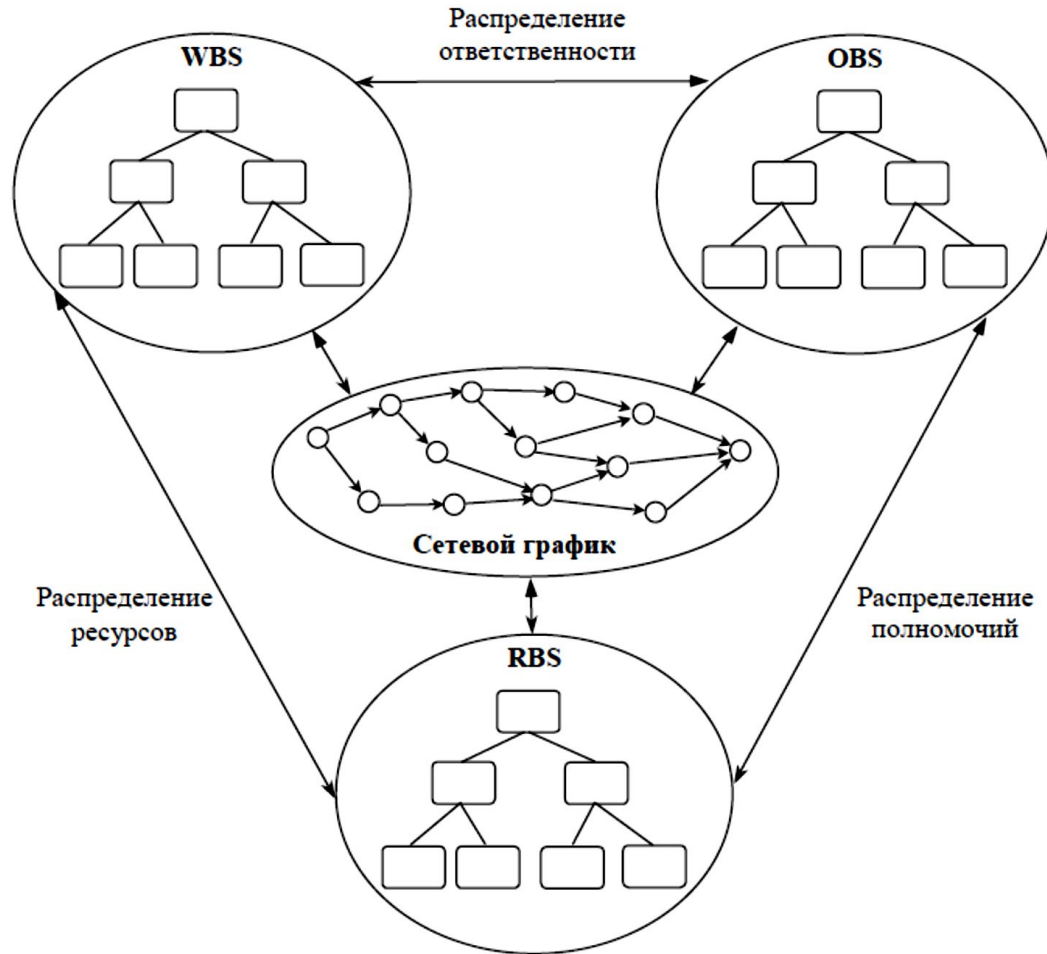 Распределение
ответственности
WBS
OBS
Сетевой график
Распределение
ресурсов
Распределение
полномочий
RBS